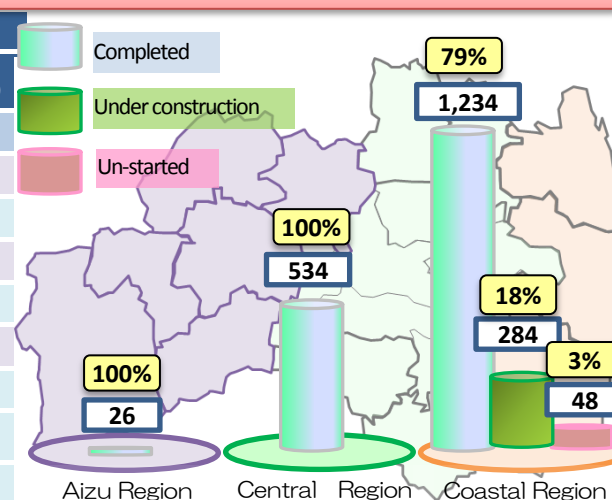 Completed
Under construction
Un-started
79%
1,234
100%
534
18%
284
3%
48
100%
26
Aizu Region
Central Region
Coastal Region